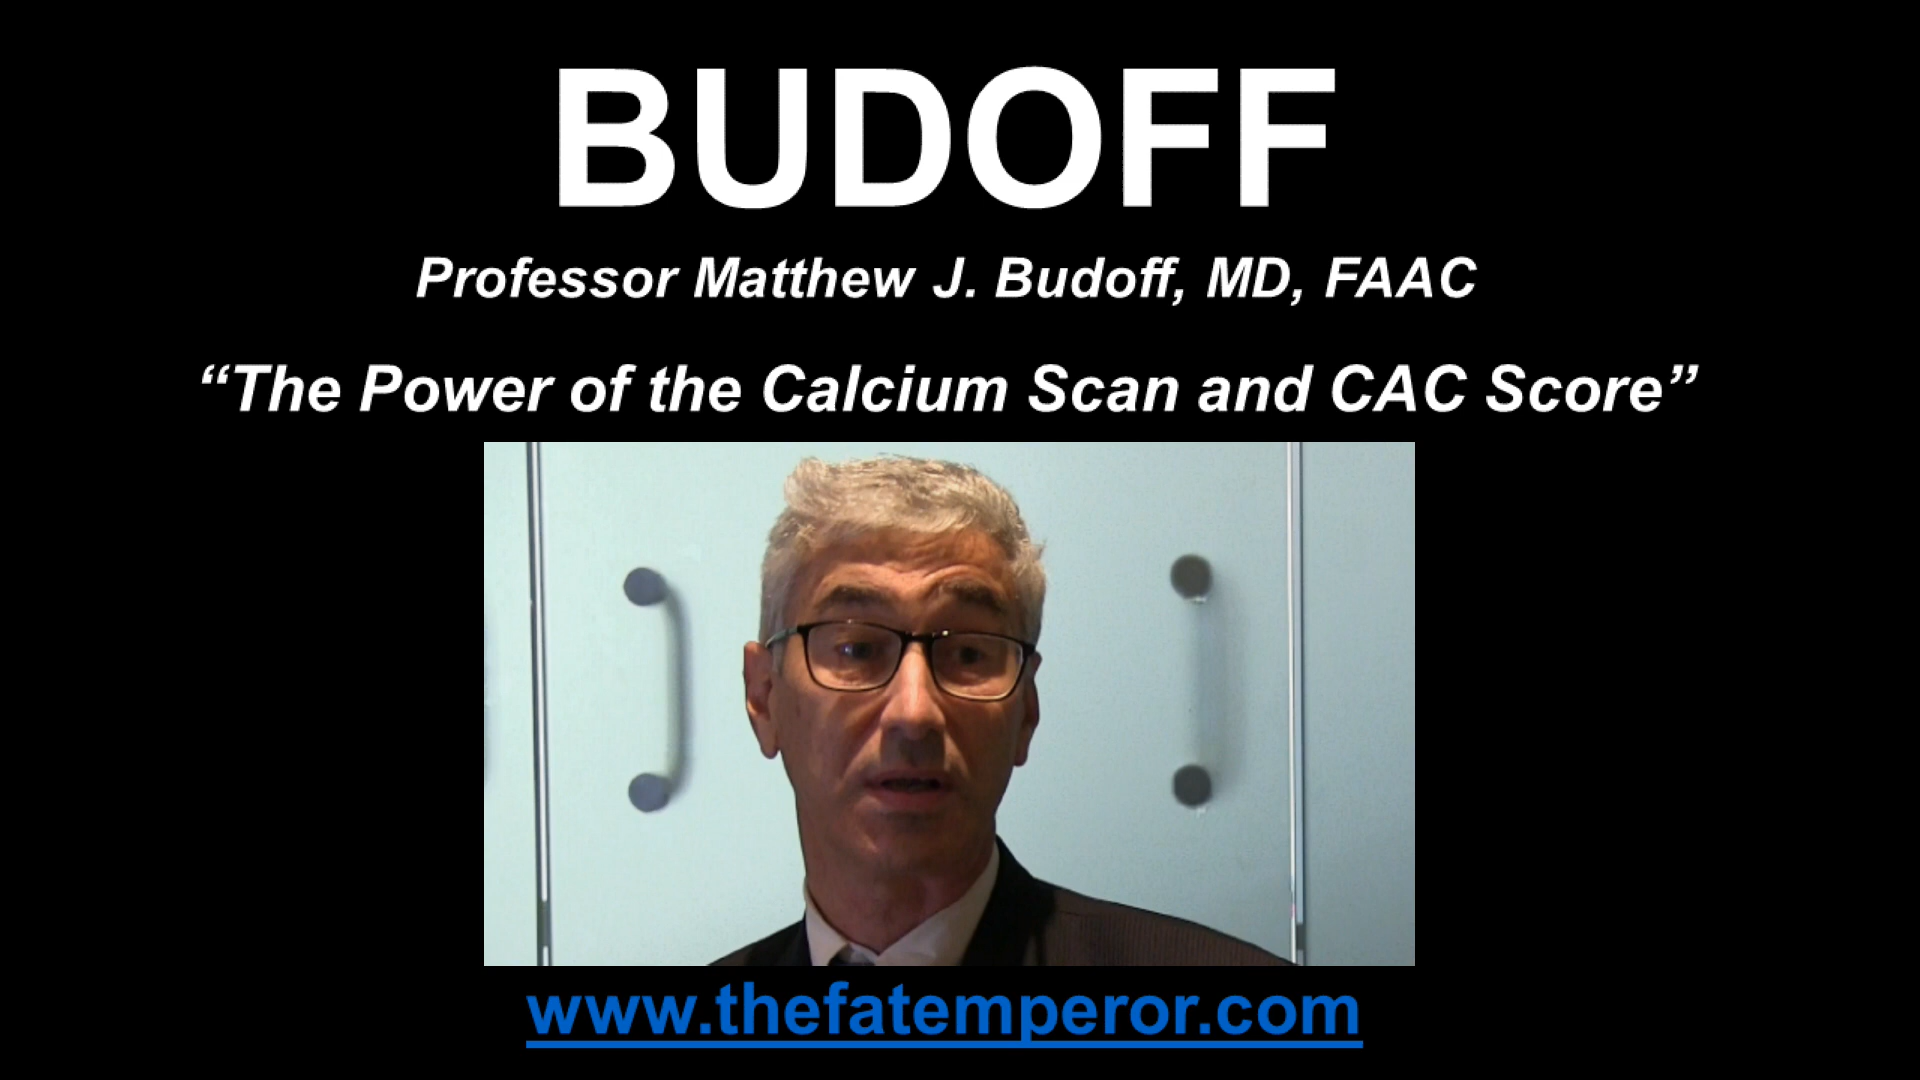 BUDOFF
Professor Matthew J. Budoff, MD, FAAC
“The Power of the Calcium Scan and CAC Score”
www.thefatemperor.com